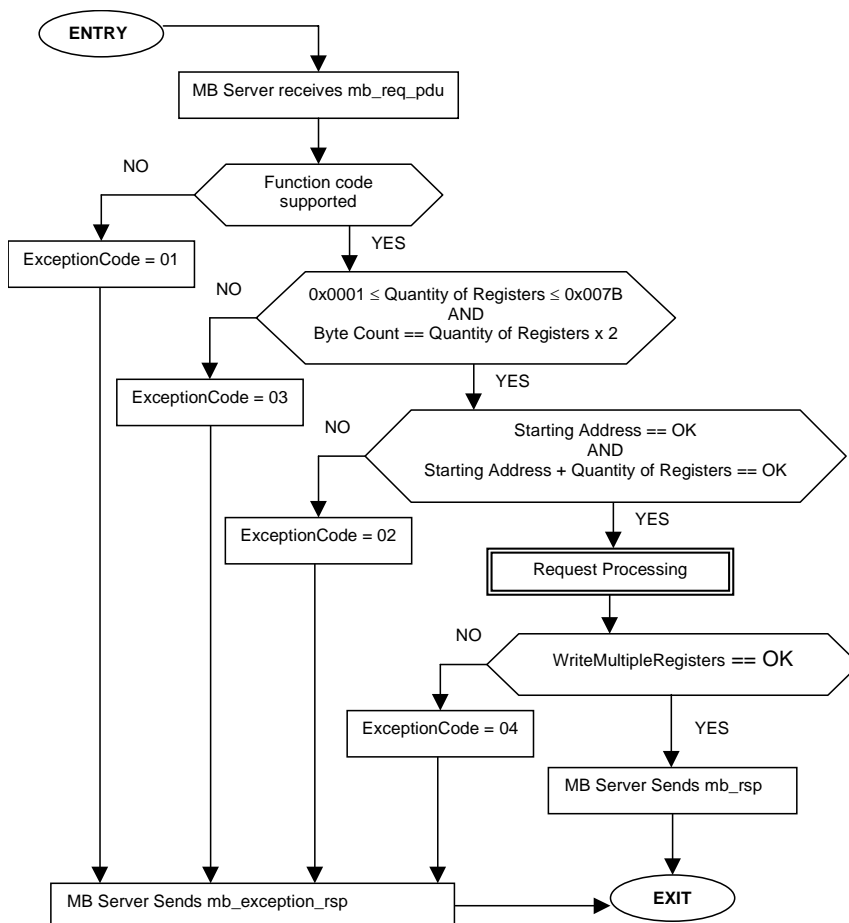 ENTRY
MB Server receives mb_req_pdu
NO
Function code
supported
YES
ExceptionCode = 01
NO
0x0001 ≤ Quantity of Registers ≤ 0x007B
AND
Byte Count == Quantity of Registers x 2
YES
ExceptionCode = 03
NO
Starting Address == OK
AND
Starting Address + Quantity of Registers == OK
YES
ExceptionCode = 02
Request Processing
NO
WriteMultipleRegisters == OK
YES
ExceptionCode = 04
MB Server Sends mb_rsp
MB Server Sends mb_exception_rsp
EXIT